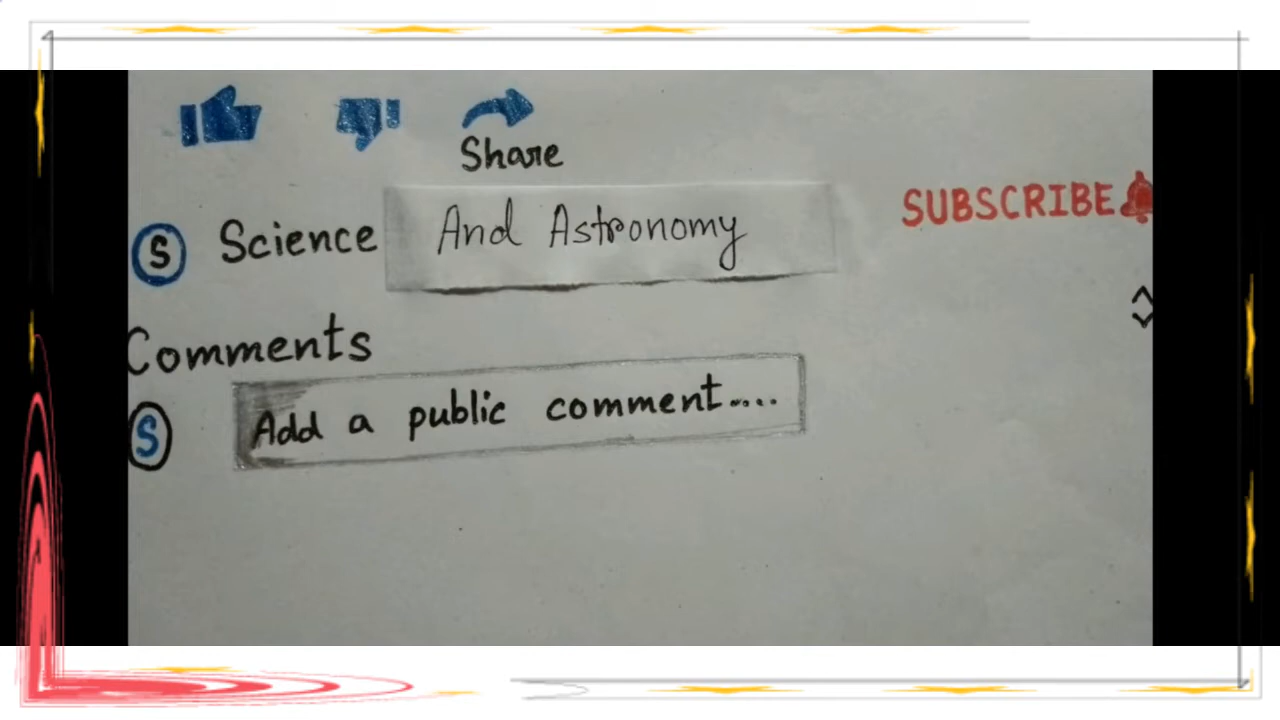 Share
S Science And Astronomy SUBSCRIBE
Comments
S Add a public comment....